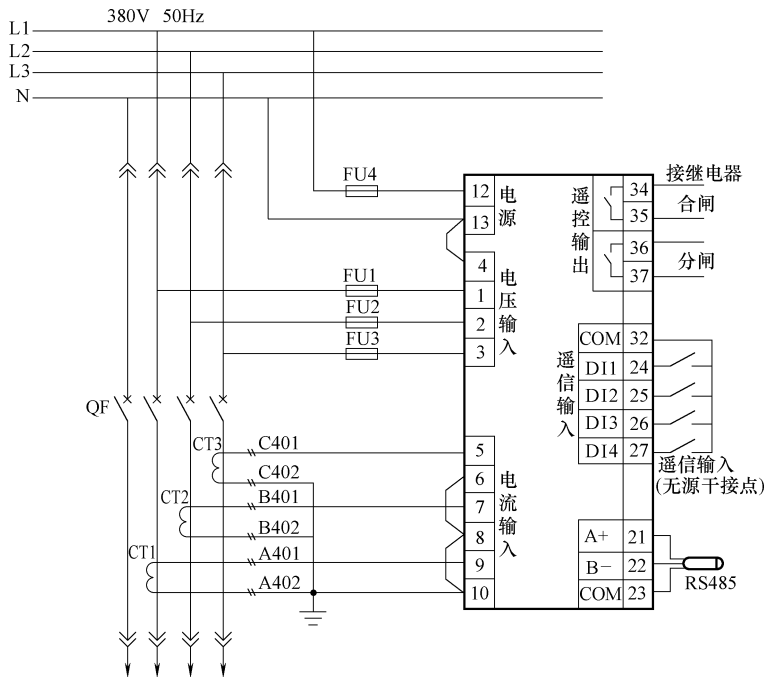 380V 50Hz
L1
L2
L3
N
FU4
12
13
电源
4
1
2
3
电压输入
FU1
FU2
FU3
QF
CT3
CT2
CT1
C401
C402
B401
B402
A401
A402
5
6
7
8
9
10
电流输入
遥控输出
34
35
36
37
接继电器
合闸
分闸
遥信输入
COM 32
DI1 24
DI2 25
DI3 26
DI4 27
遥信输入
(无源干接点)
A+ 21
B− 22
COM 23
RS485